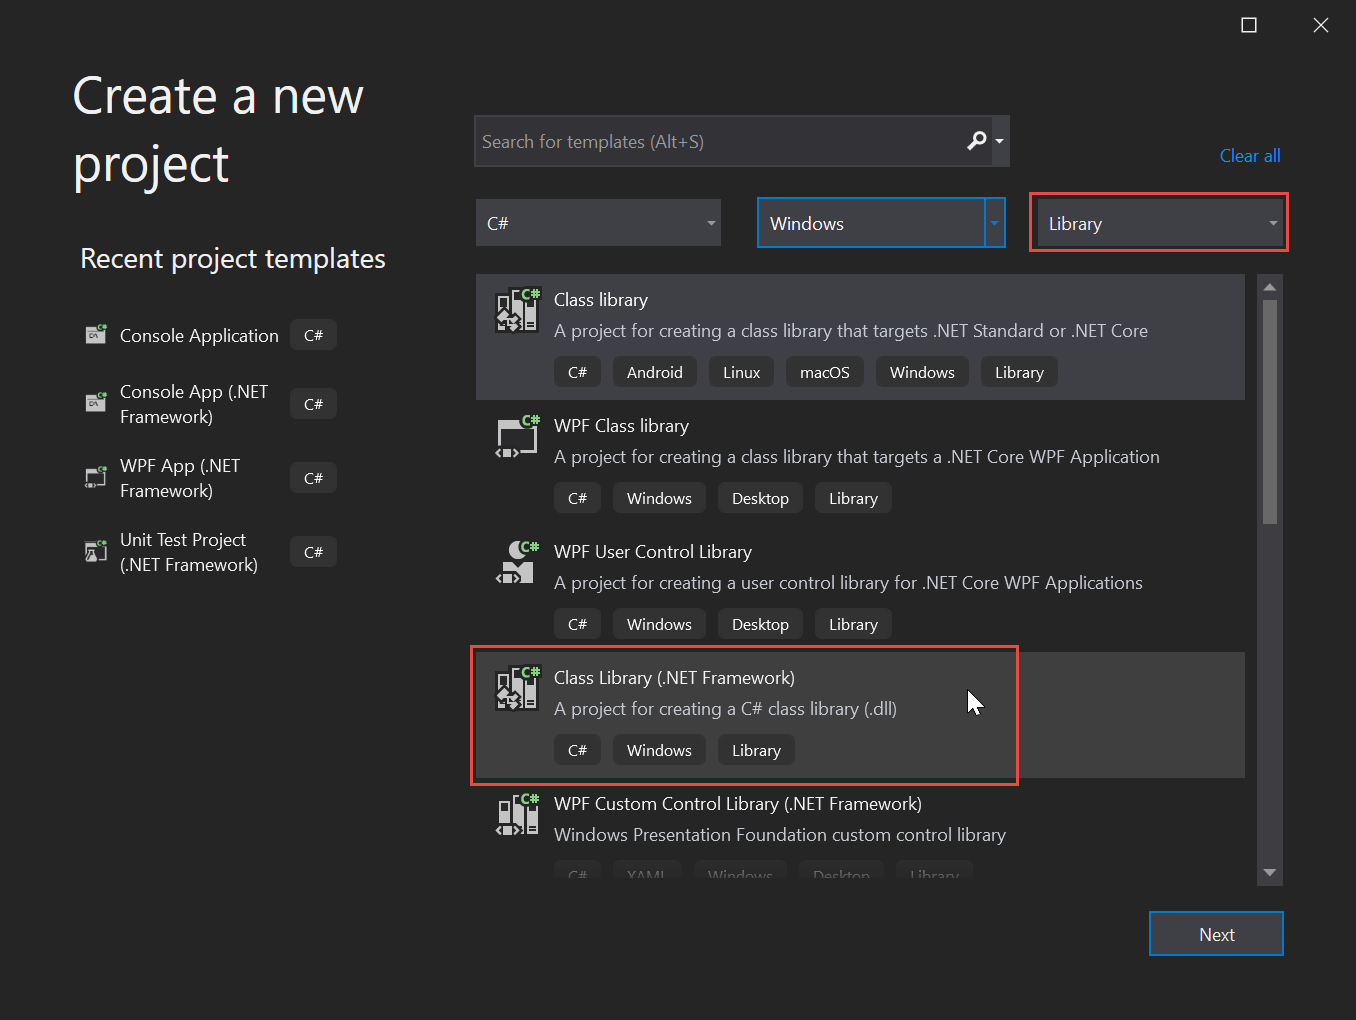 Create a new
project
Search for templates (Alt+S)
Clear all
C#
Windows
Library
Recent project templates
Console Application C#
Console App (.NET
Framework) C#
WPF App (.NET
Framework) C#
Unit Test Project
(.NET Framework) C#
Class library
A project for creating a class library that targets .NET Standard or .NET Core
C# Android Linux macOS Windows Library
WPF Class library
A project for creating a class library that targets a .NET Core WPF Application
C# Windows Desktop Library
WPF User Control Library
A project for creating a user control library for .NET Core WPF Applications
C# Windows Desktop Library
Class Library (.NET Framework)
A project for creating a C# class library (.dll)
C# Windows Library
WPF Custom Control Library (.NET Framework)
Windows Presentation Foundation custom control library
C# XAML Windows Desktop Library
Next